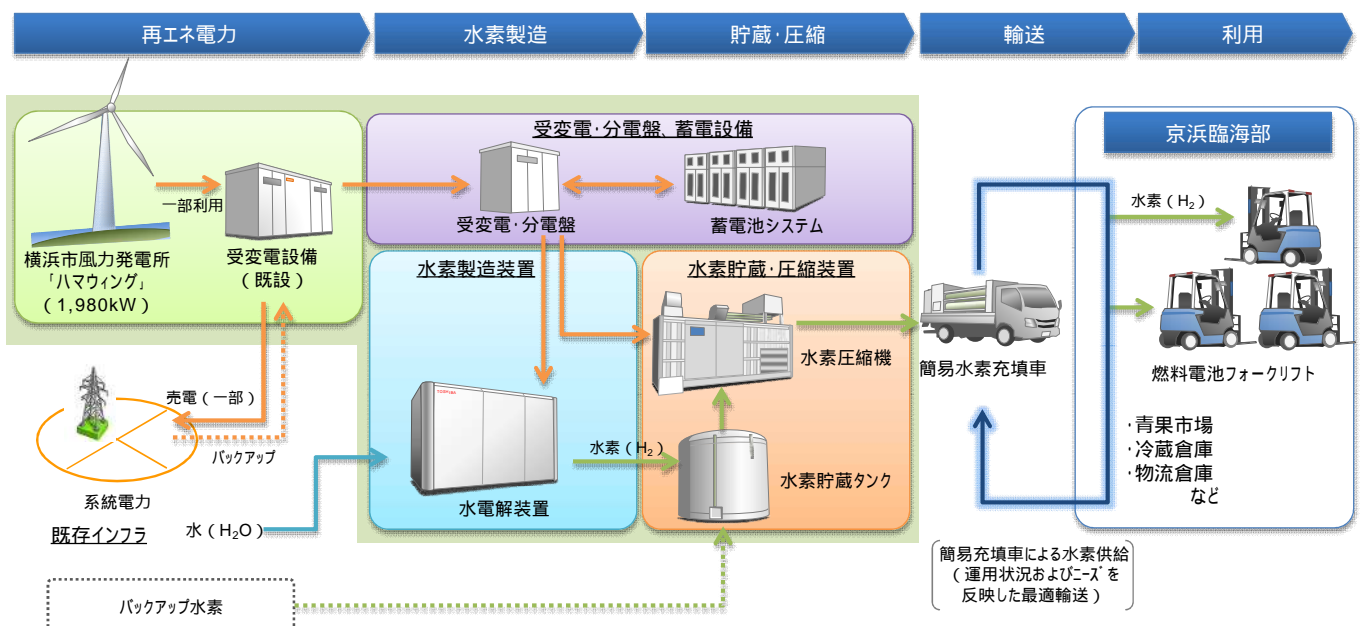 再エネ電力
水素製造
貯蔵・圧縮
輸送
利用
受変電・分電盤、蓄電設備
京浜臨海部
一部利用
水素(H2)
横浜市風力発電所
「ハマウィング」
(1,980kW)
受変電設備
(既設)
受変電・分電盤
蓄電池システム
水素製造装置
水素貯蔵・圧縮装置
水素圧縮機
簡易水素充填車
燃料電池フォークリフト
売電(一部)
バックアップ
TOSHIBA
水素(H2)
・青果市場
・冷蔵倉庫
・物流倉庫
など
水素貯蔵タンク
系統電力
水電解装置
既存インフラ
水(H2O)
簡易充填車による水素供給
(運用状況およびニーズを
反映した最適輸送)
バックアップ水素